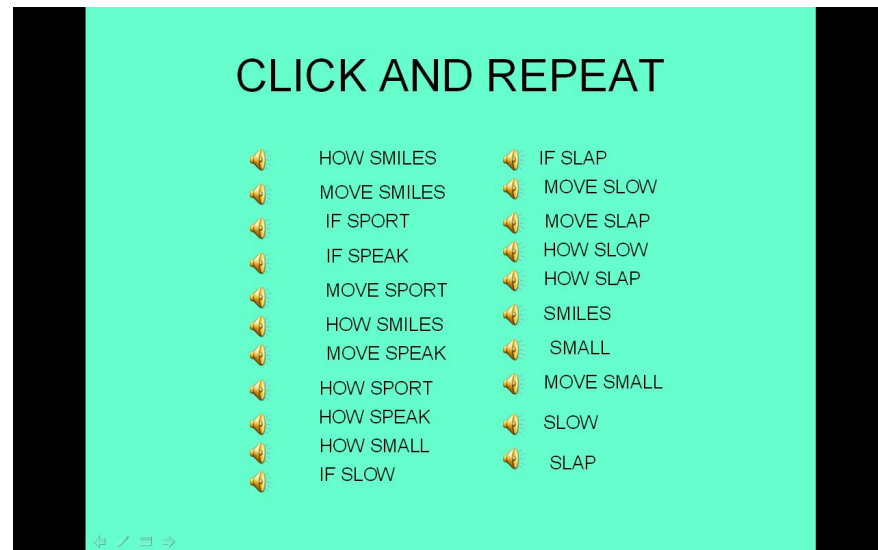 CLICK AND REPEAT
HOW SMILES
MOVE SMILES
IF SPORT
IF SPEAK
MOVE SPORT
HOW SMILES
MOVE SPEAK
HOW SPORT
HOW SPEAK
HOW SMALL
IF SLOW
IF SLAP
MOVE SLOW
MOVE SLAP
HOW SLOW
HOW SLAP
SMILES
SMALL
MOVE SMALL
SLOW
SLAP